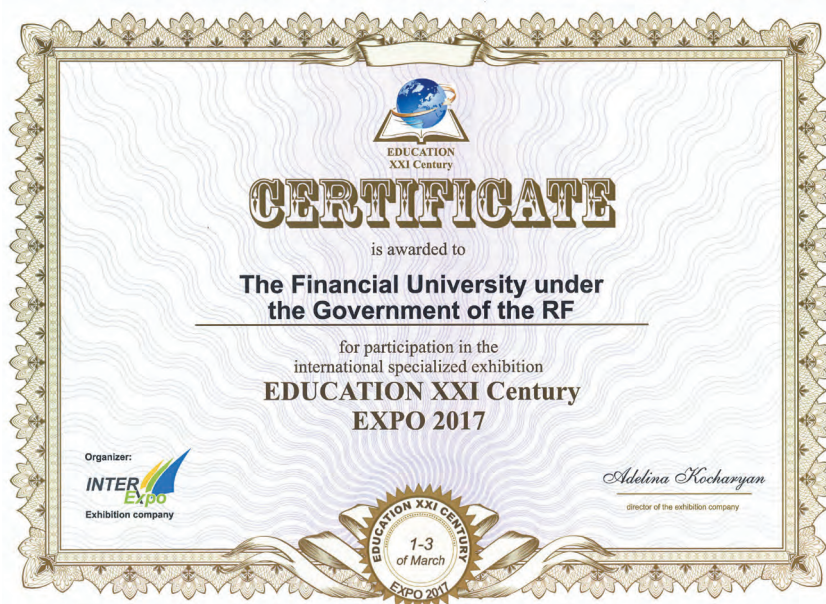 EDUCATION
XXI Century
CERTIFICATE
is awarded to
The Financial University under
the Government of the RF
for participation in the
international specialized exhibition
EDUCATION XXI Century
EXPO 2017
Organizer:
INTER
Expo
Exhibition company
Adelina Kocharyan
director of the exhibition company
EDUCATION XXI CENTURY
1-3
of March
EXPO 2017